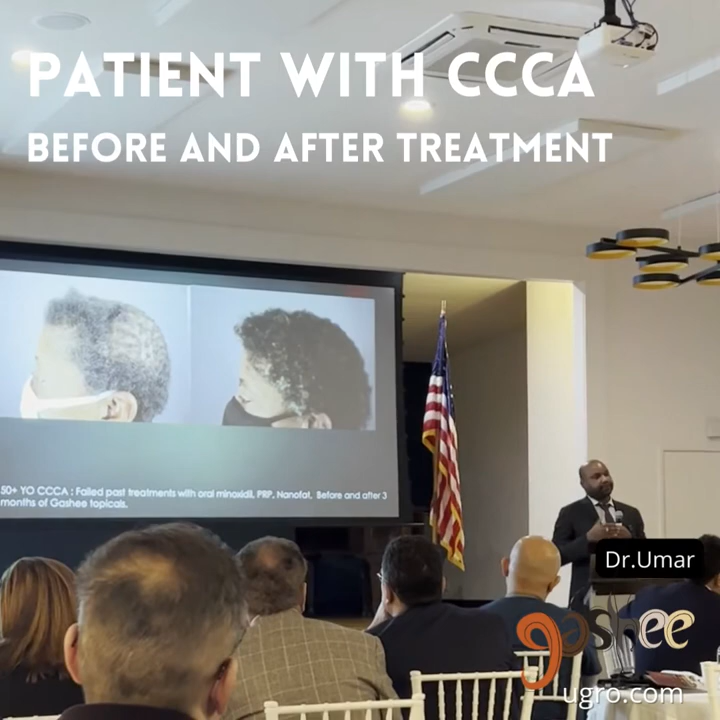 PATIENT WITH CCCA
BEFORE AND AFTER TREATMENT
50+ YO CCCA : Failed past treatments with oral minoxidil, PRP, Nanofat. Before and after 3
months of Gashee topicals.
Dr.Umar
gashee
ugro.com